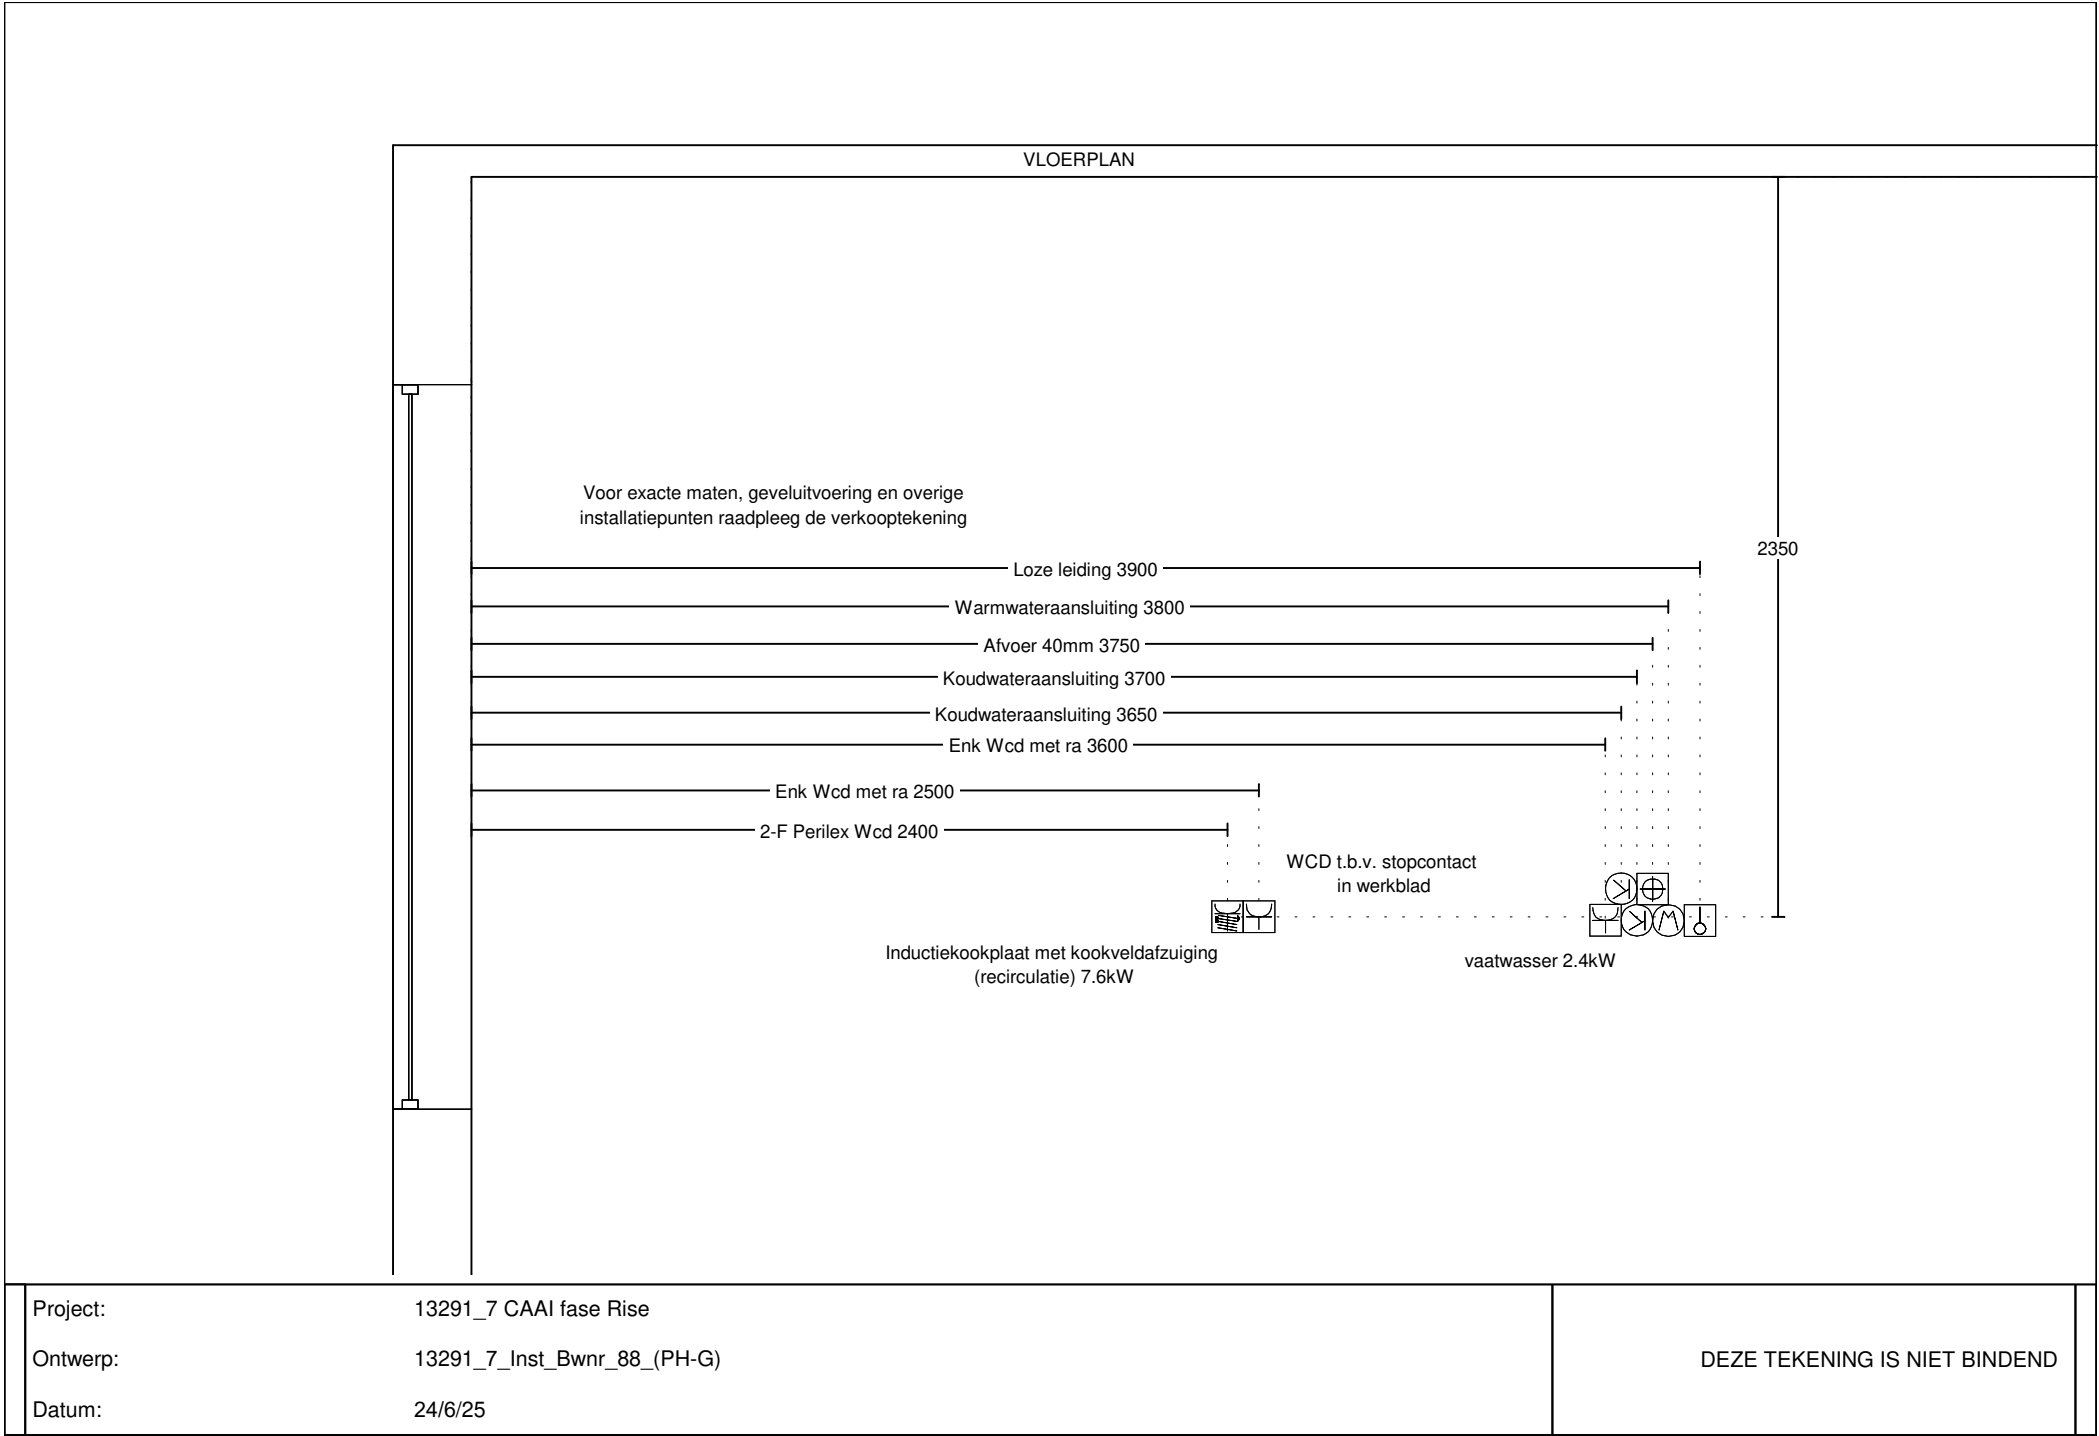 VLOERPLAN
Voor exacte maten, geveluitvoering en overige
installatiepunten raadpleeg de verkooptekening
2350
Loze leiding 3900
Warmwateraansluiting 3800
Afvoer 40mm 3750
Koudwateraansluiting 3700
Koudwateraansluiting 3650
Enk Wcd met ra 3600
Enk Wcd met ra 2500
2-F Perilex Wcd 2400
WCD t.b.v. stopcontact
in werkblad
Inductiekookplaat met kookveldafzuiging
(recirculatie) 7.6kW
vaatwasser 2.4kW
Project: 13291_7 CAAI fase Rise
Ontwerp: 13291_7_Inst_Bwnr_88_(PH-G)
DEZE TEKENING IS NIET BINDEND
Datum: 24/6/25